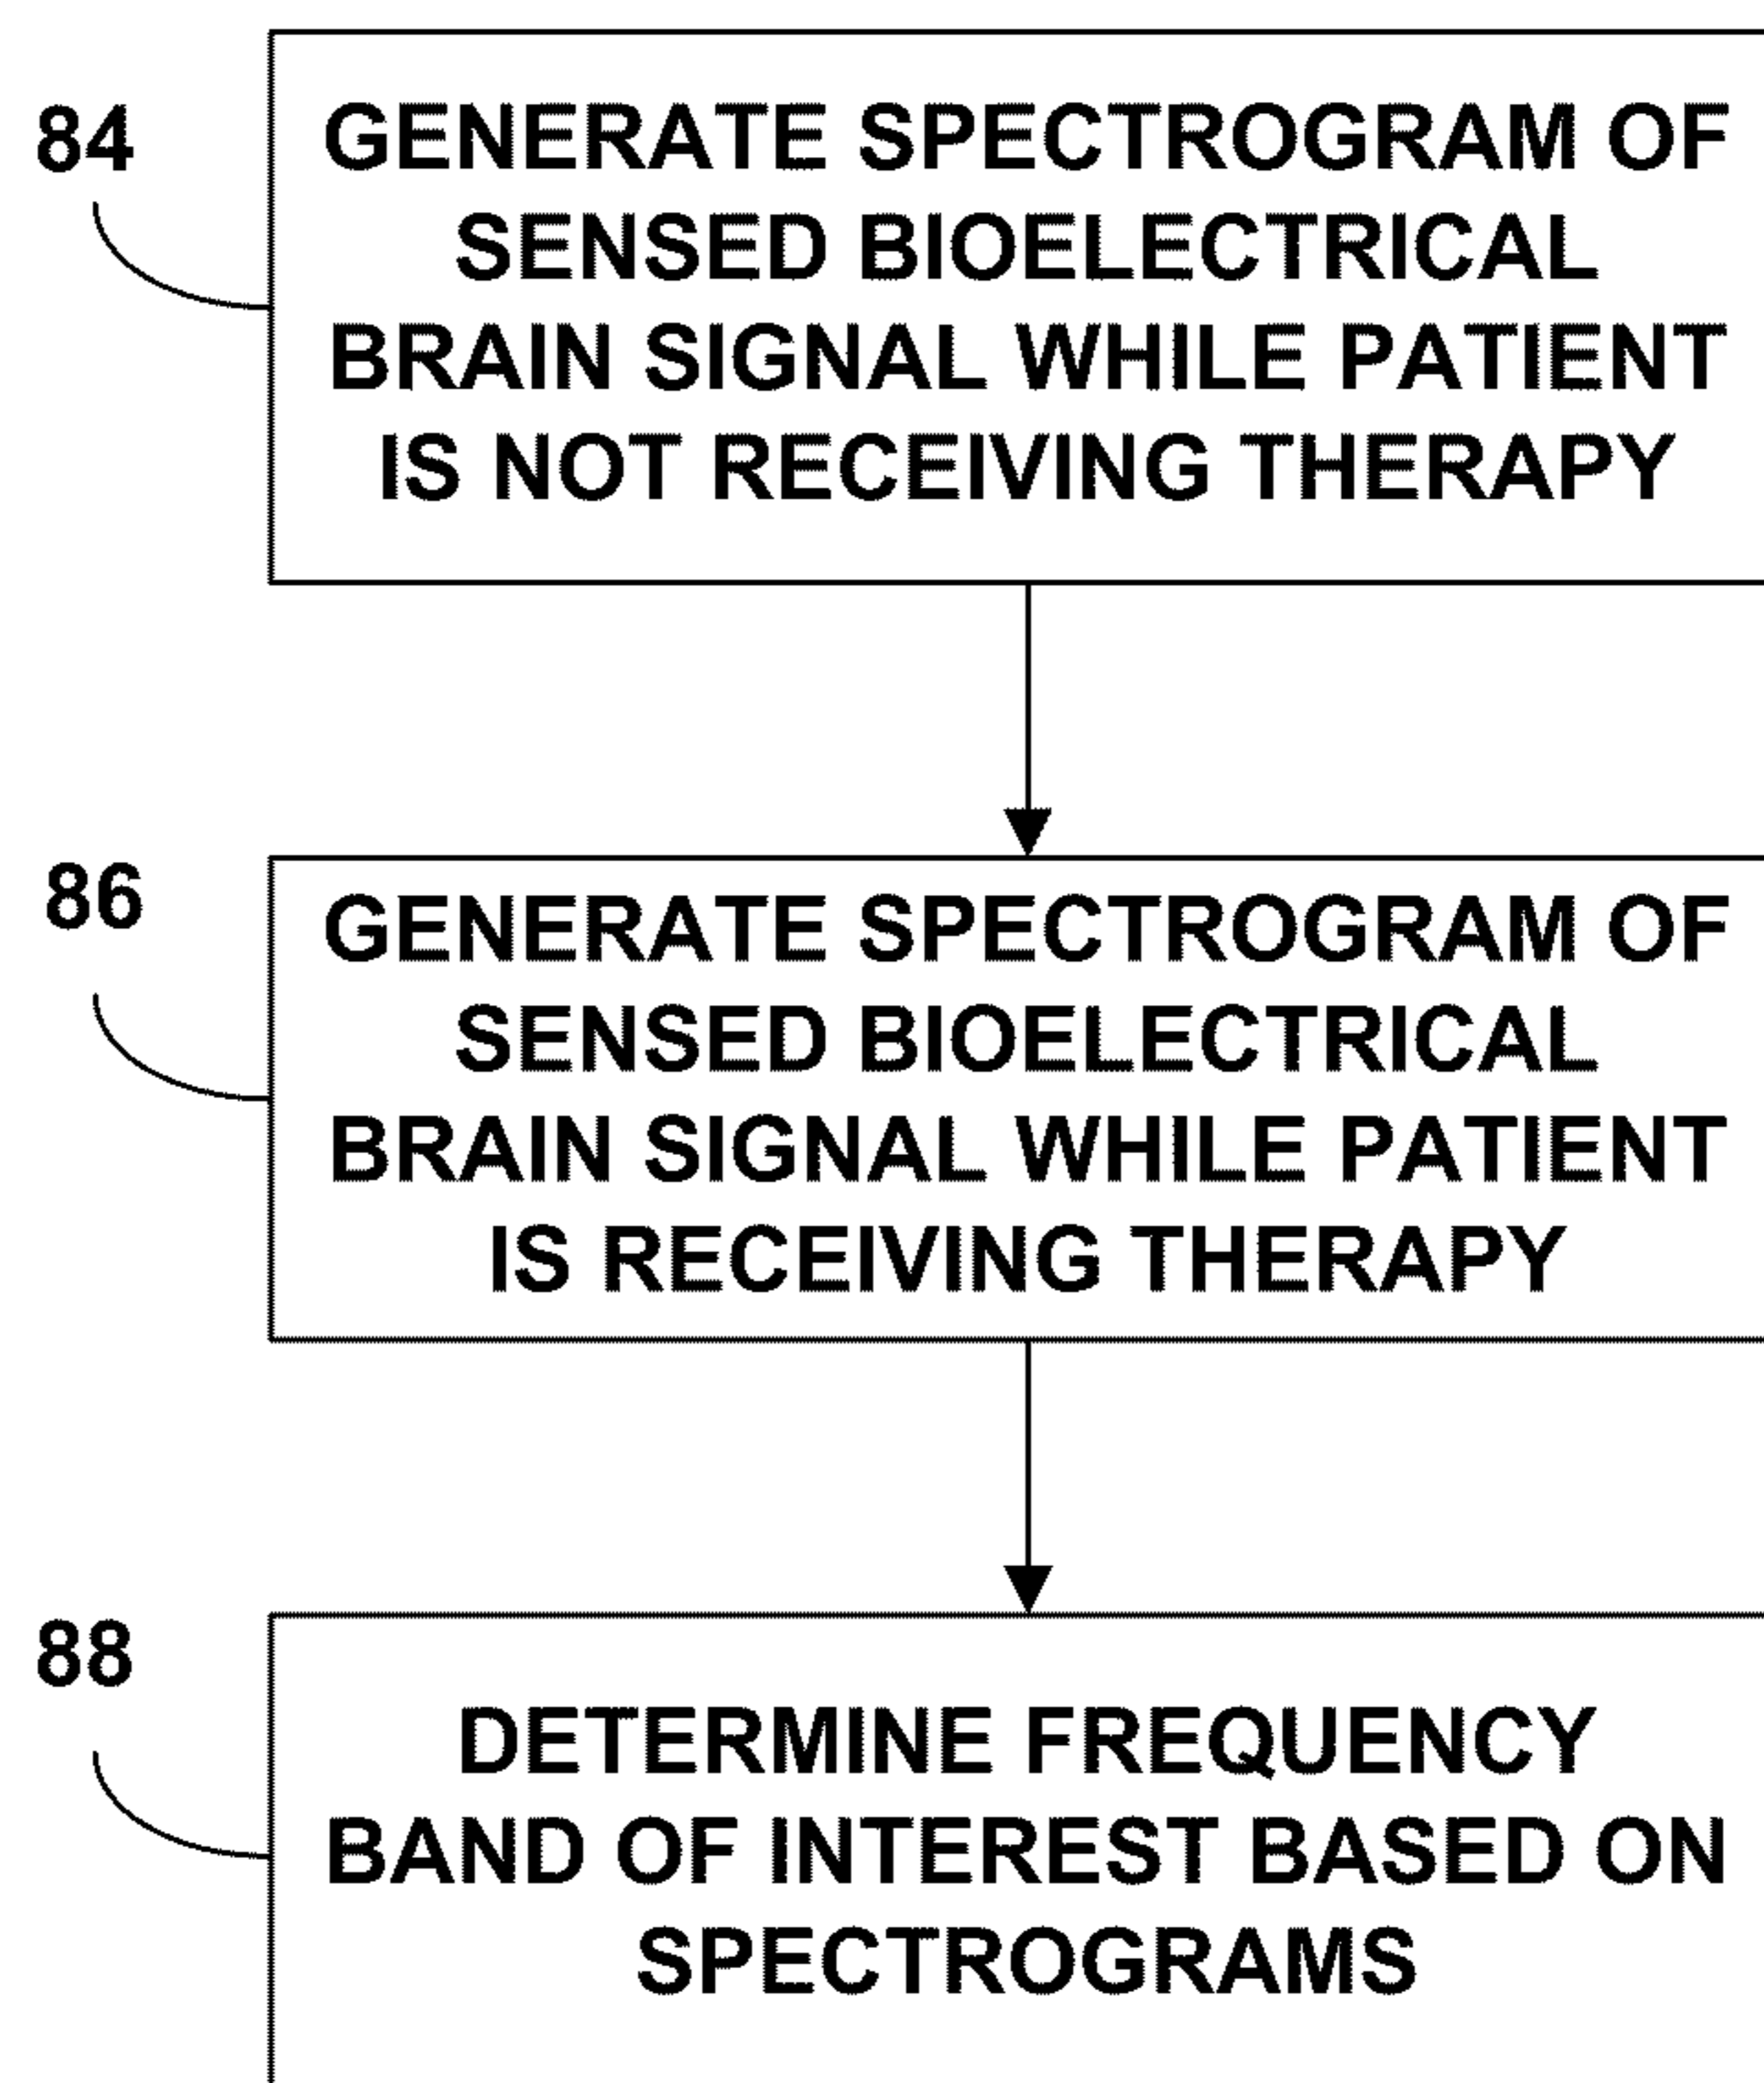 84
GENERATE SPECTROGRAM OF
SENSED BIOELECTRICAL
BRAIN SIGNAL WHILE PATIENT
IS NOT RECEIVING THERAPY
86
GENERATE SPECTROGRAM OF
SENSED BIOELECTRICAL
BRAIN SIGNAL WHILE PATIENT
IS RECEIVING THERAPY
88
DETERMINE FREQUENCY
BAND OF INTEREST BASED ON
SPECTROGRAMS